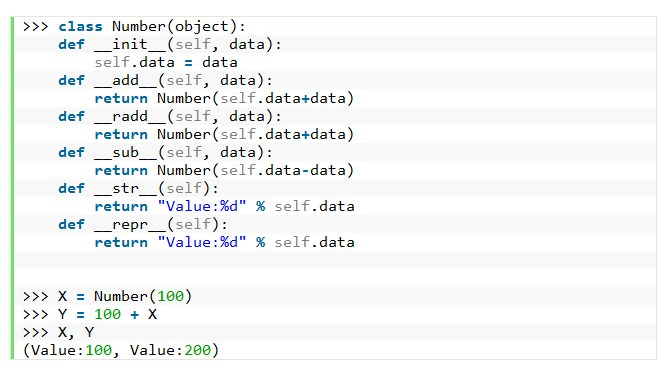 >>> class Number(object):
    def __init__(self, data):
        self.data = data
    def __add__(self, data):
        return Number(self.data+data)
    def __radd__(self, data):
        return Number(self.data+data)
    def __sub__(self, data):
        return Number(self.data-data)
    def __str__(self):
        return "Value:%d" % self.data
    def __repr__(self):
        return "Value:%d" % self.data
>>> X = Number(100)
>>> Y = 100 + X
>>> X, Y
(Value:100, Value:200)